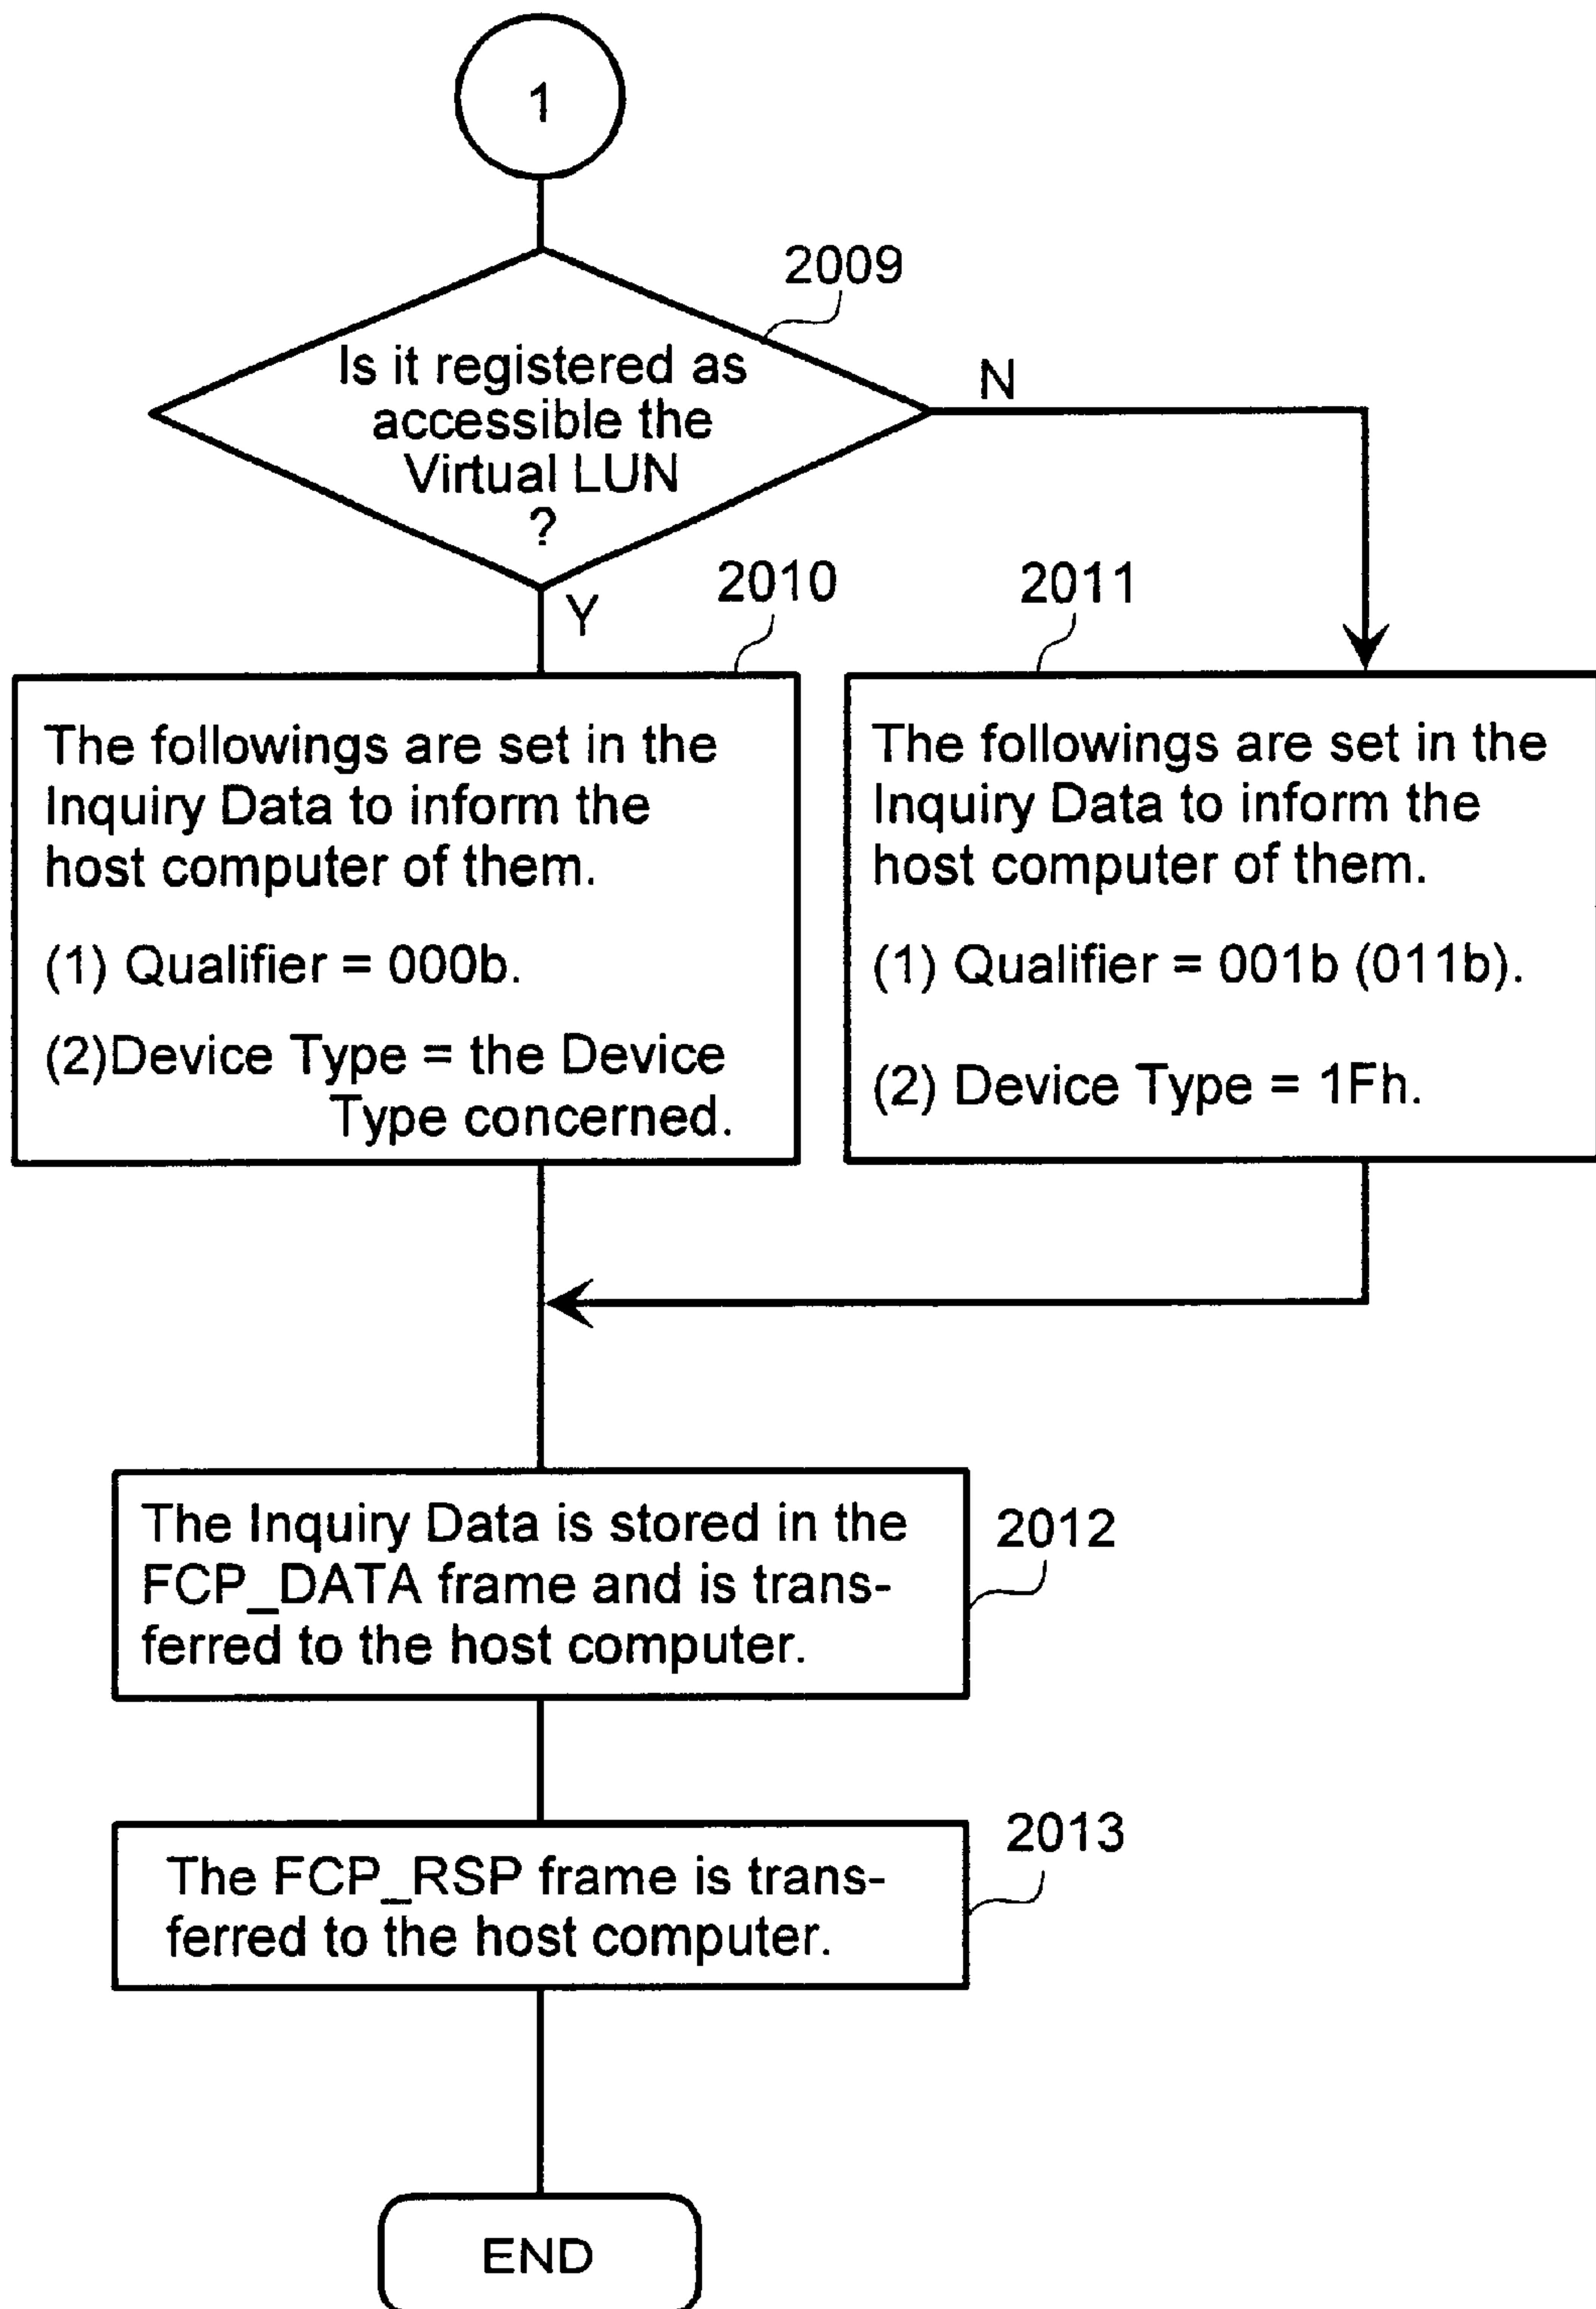 1
2009
Is it registered as
accessible the
Virtual LUN
?
N
Y
2010
The followings are set in the
Inquiry Data to inform the
host computer of them.
(1) Qualifier = 000b.
(2)Device Type = the Device
Type concerned.
2011
The followings are set in the
Inquiry Data to inform the
host computer of them.
(1) Qualifier = 001b (011b).
(2) Device Type = 1Fh.
The Inquiry Data is stored in the
FCP_DATA frame and is trans-
ferred to the host computer.
2012
The FCP_RSP frame is trans-
ferred to the host computer.
2013
END